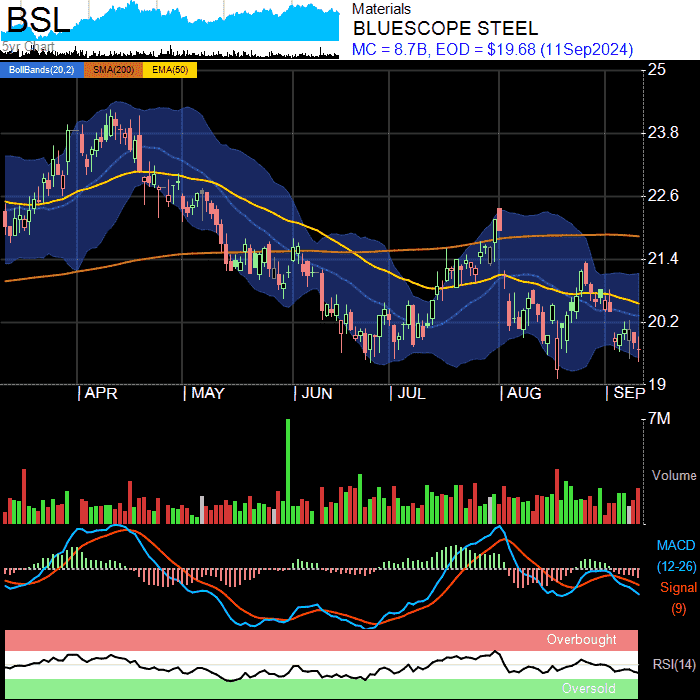 BSL
5yr Chart
Materials
BLUESCOPE STEEL
MC = 8.7B, EOD = $19.68 (11Sep2024)
BollBands(20,2) SMA(200) EMA(50)
25
23.8
22.6
21.4
20.2
19
APR MAY JUN JUL AUG SEP
7M
Volume
MACD
(12-26)
Signal
(9)
Overbought
RSI(14)
Oversold